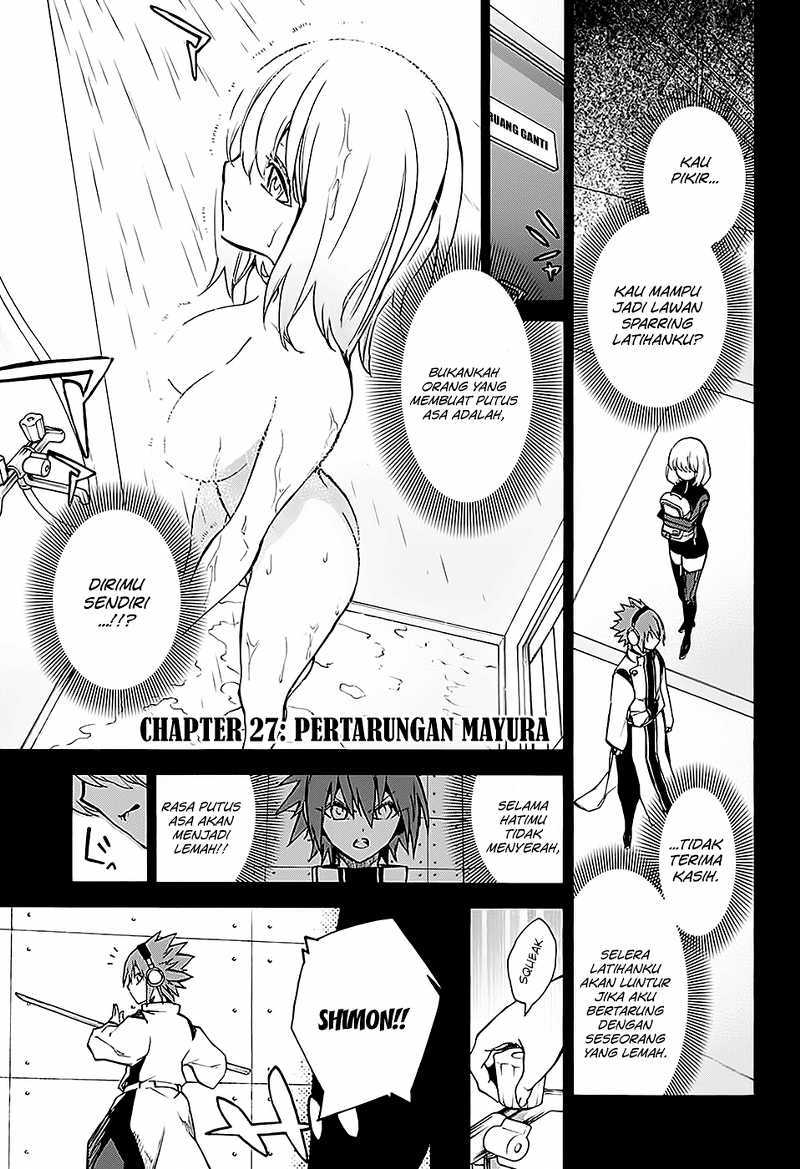 RUANG GANTI
KAU
PIKIR...
KAU MAMPU
JADI LAWAN
SPARRING
LATIHANKU?
...TIDAK
TERIMA
KASIH.
SELERA
LATIHANKU
AKAN LUNTUR
JIKA AKU
BERTARUNG
DENGAN
SESEORANG
YANG LEMAH.
BUKANKAH
ORANG YANG
MEMBUAT PUTUS
ASA ADALAH,
DIRIMU
SENDIRI
...!!?
CHAPTER 27: PERTARUNGAN MAYURA
SELAMA
HATIMU
TIDAK
MENYERAH,
RASA PUTUS
ASA AKAN
MENJADI
LEMAH!!
SQUEAK
SHIMON!!